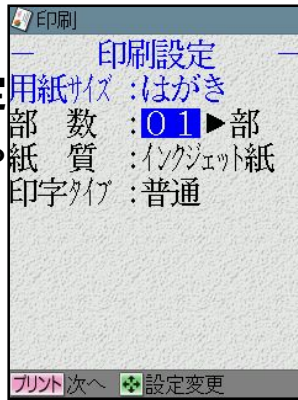 印刷
ー 印刷設定 ー
用紙サイズ :はがき
部 数 :０１▶部
紙 質 :インクジェット紙
印字タイプ :普通
プリント 次へ 設定変更